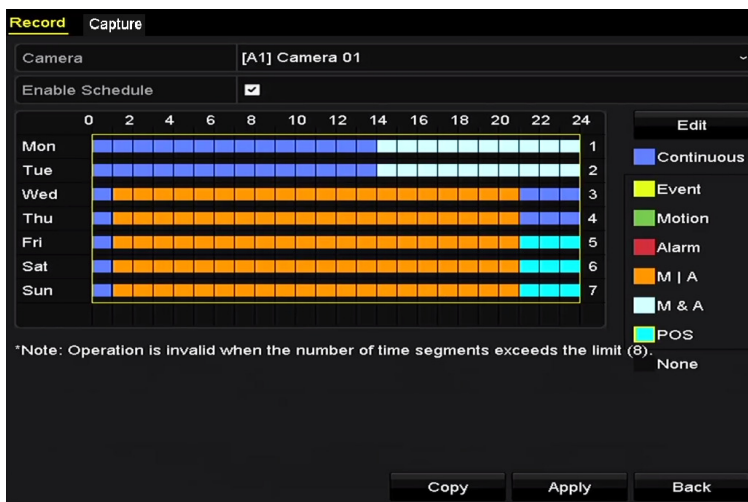 Record Capture
Camera [A1] Camera 01
Enable Schedule
0 2 4 6 8 10 12 14 16 18 20 22 24
Edit
Mon 1
Continuous
Tue 2
Wed 3
Event
Thu 4
Motion
Fri 5
Alarm
Sat 6
M | A
Sun 7
M & A
POS
*Note: Operation is invalid when the number of time segments exceeds the limit (8).
None
Copy Apply Back